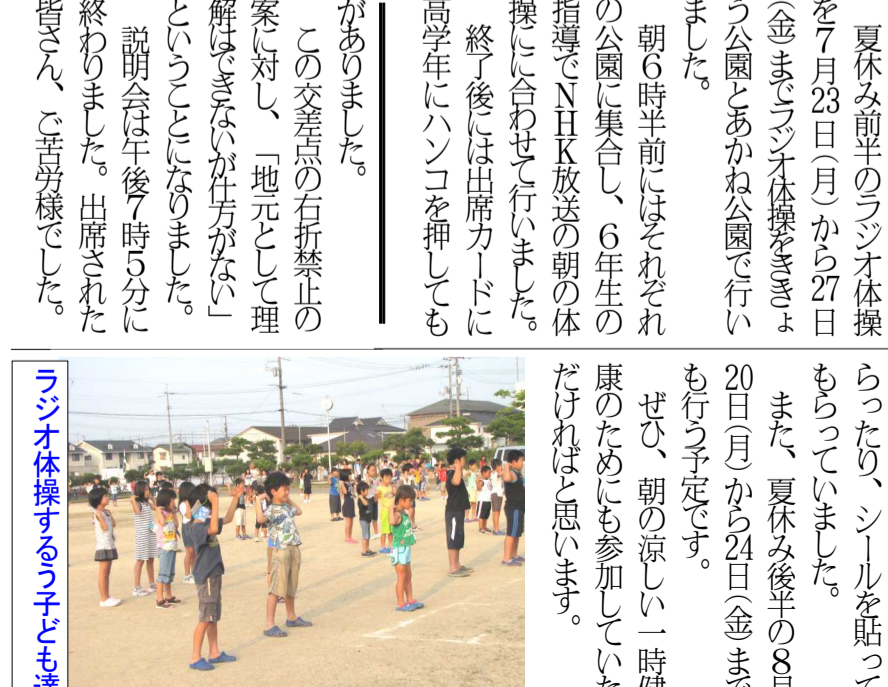 夏休み前半のラジオ体操
を7月23日(月)から27日
(金)までラジオ体操をききょ
う公園とあかね公園で行い
ました。
朝6時半前にはそれぞれ
の公園に集合し、6年生の
指導でNHK放送の朝の体
操にに合わせて行いました。
終了後には出席カードに
高学年にハンコを押しても
らったり、シールを貼って
もらっていました。
また、夏休み後半の8月
20日(月)から24日(金)まで
も行う予定です。
ぜひ、朝の涼しい一時健
康のためにも参加していた
だければと思います。
がありました。
この交差点の右折禁止の
案に対し、「地元として理
解はできないが仕方がない」
ということになりました。
説明会は午後7時5分に
終わりました。出席された
皆さん、ご苦労様でした。
ラジオ体操するう子ども達